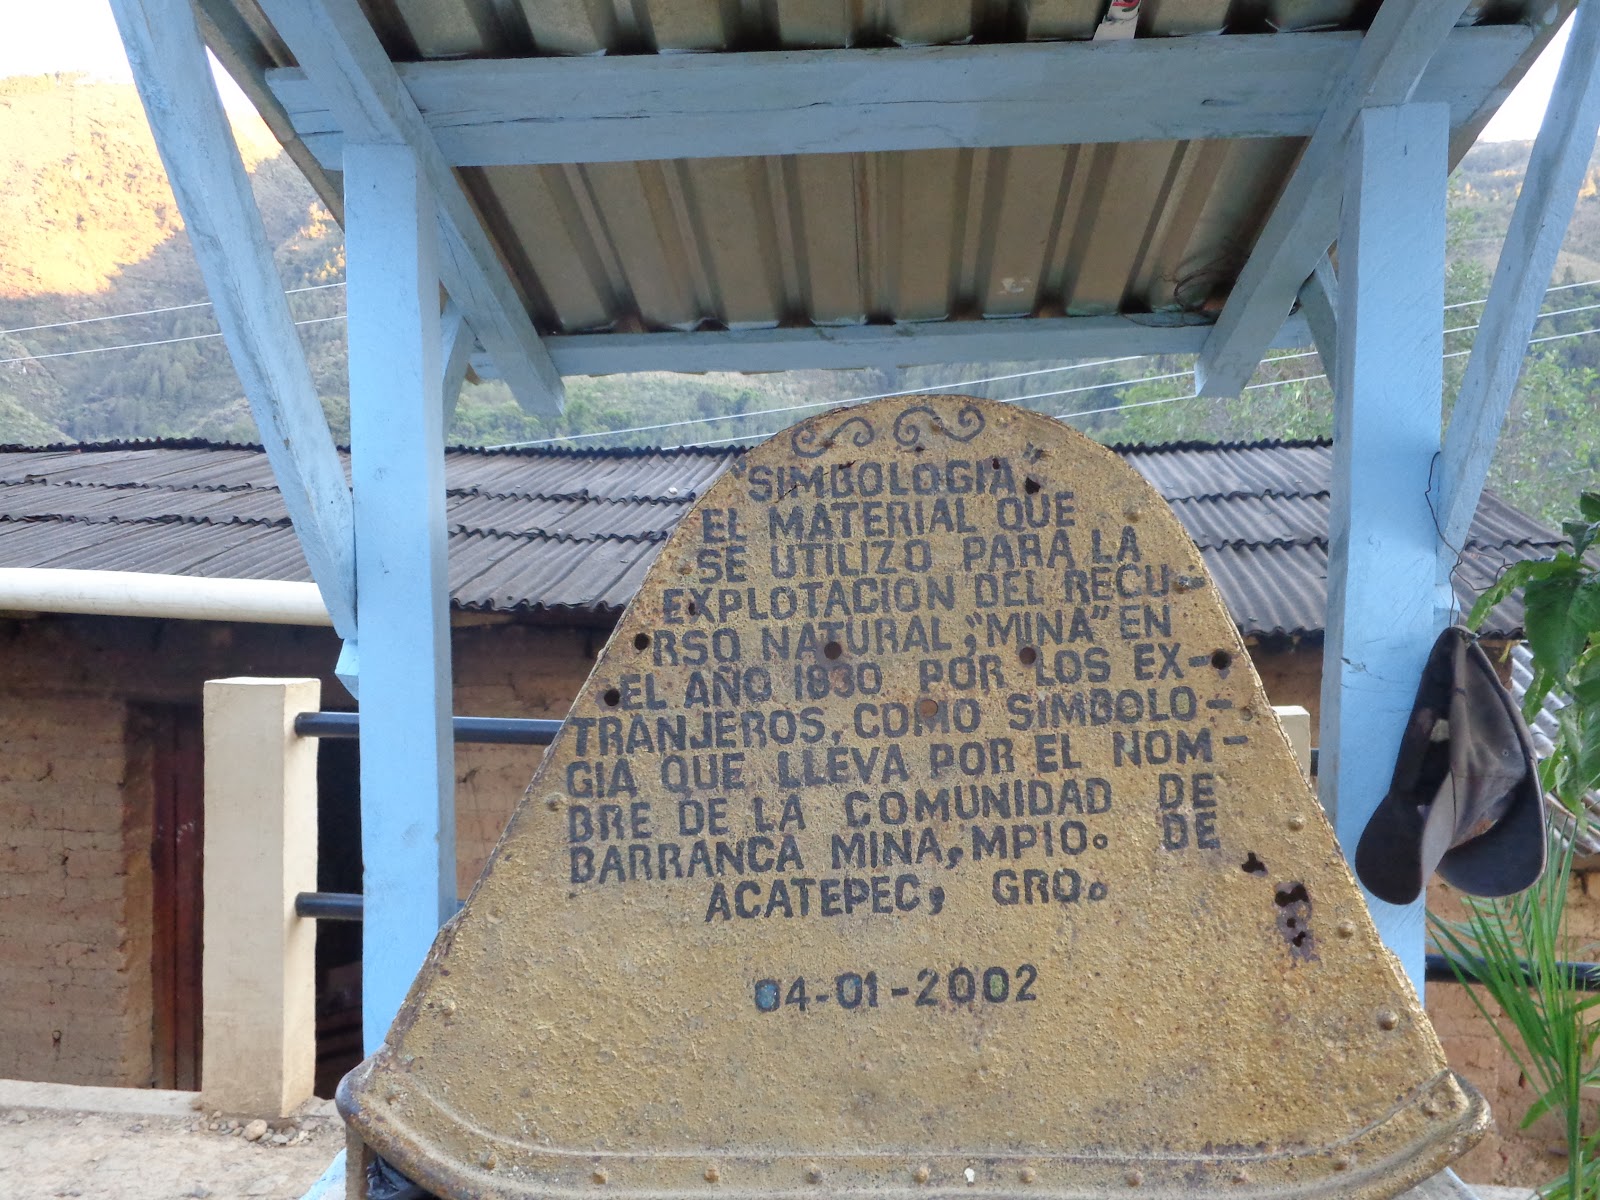 "SIMBOLOGIA"
EL MATERIAL QUE
SE UTILIZO PARA LA
EXPLOTACION DEL RECU-
RSO NATURAL, "MINA" EN
EL AÑO 1830 POR LOS EX-
TRANJEROS, COMO SIMBOLO-
GIA QUE LLEVA POR EL NOM-
BRE DE LA COMUNIDAD DE
BARRANCA MINA, MPIO. DE
ACATEPEC, GRO.
04-01-2002